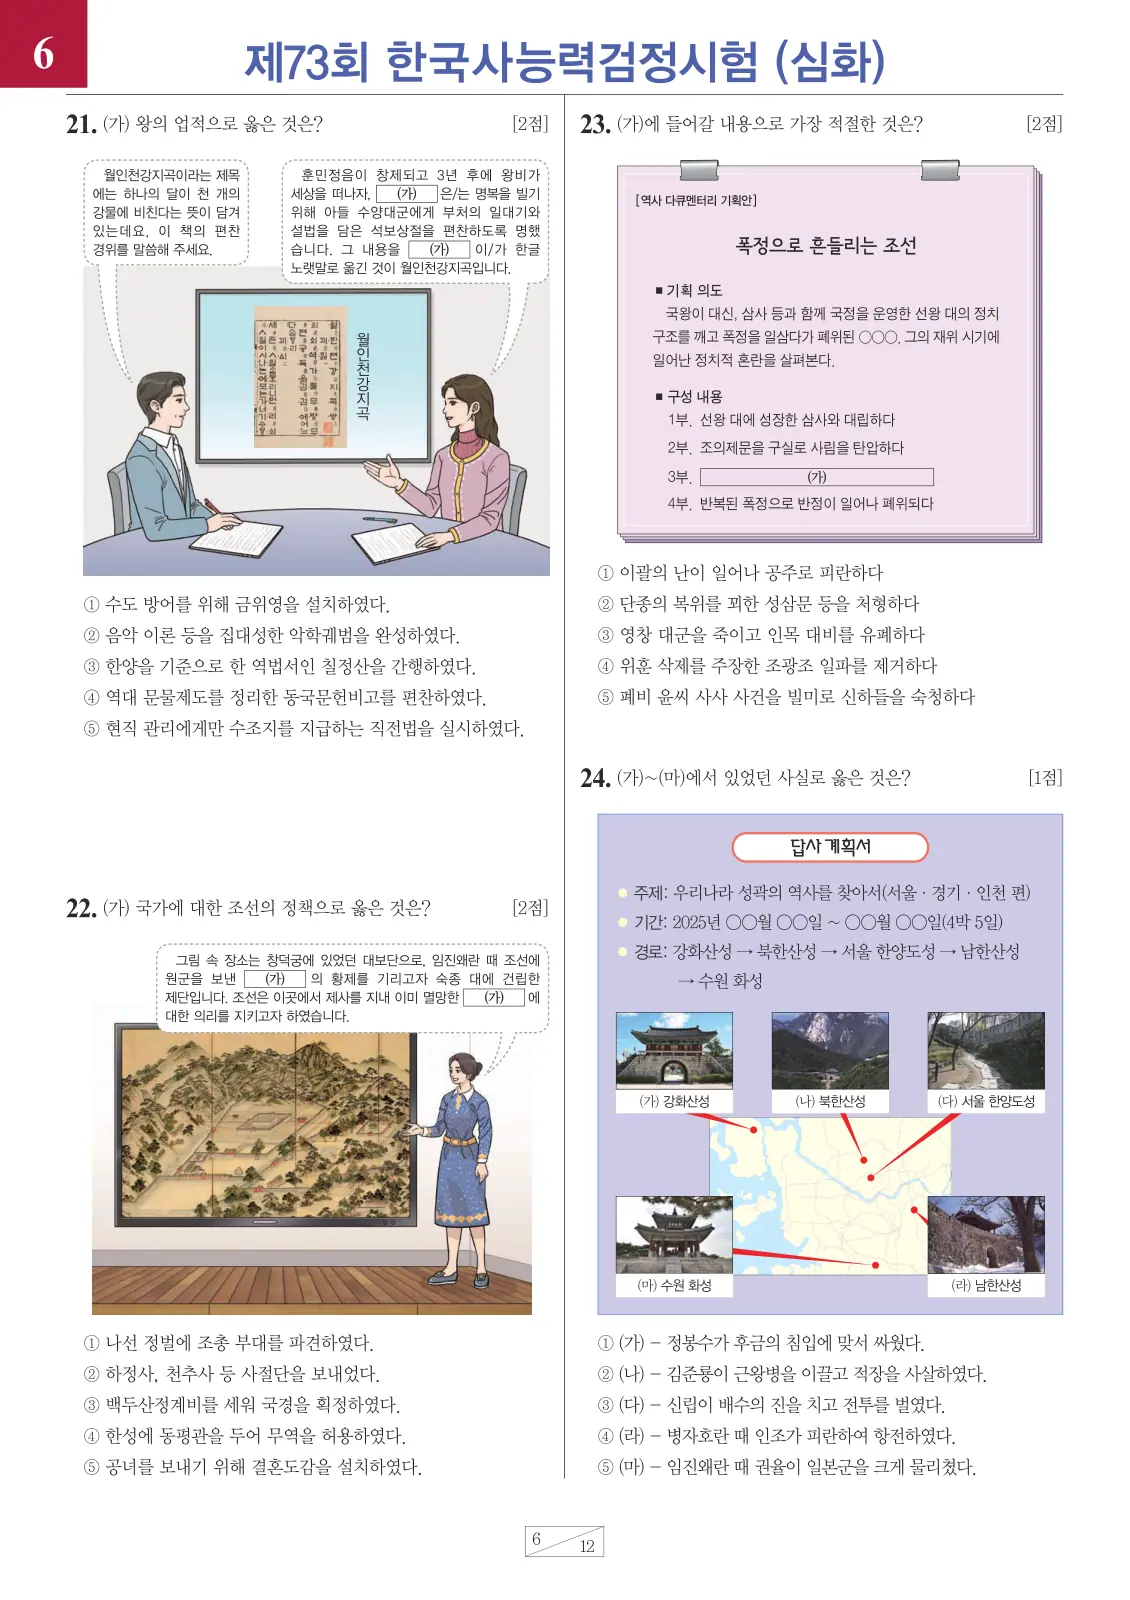 6
제73회 한국사능력검정시험 (심화)
21. (가) 왕의 업적으로 옳은 것은? [2점]
월인천강지곡이라는 제목
에는 하나의 달이 천 개의
강물에 비친다는 뜻이 담겨
있는데요, 이 책의 편찬
경위를 말씀해 주세요.
훈민정음이 창제되고 3년 후에 왕비가
세상을 떠나자, (가) 은/는 명복을 빌기
위해 아들 수양대군에게 부처의 일대기와
설법을 담은 석보상절을 편찬하도록 명했
습니다. 그 내용을 (가) 이/가 한글
노랫말로 옮긴 것이 월인천강지곡입니다.
월인천강지곡
① 수도 방어를 위해 금위영을 설치하였다.
② 음악 이론 등을 집대성한 악학궤범을 완성하였다.
③ 한양을 기준으로 한 역법서인 칠정산을 간행하였다.
④ 역대 문물제도를 정리한 동국문헌비고를 편찬하였다.
⑤ 현직 관리에게만 수조지를 지급하는 직전법을 실시하였다.
22. (가) 국가에 대한 조선의 정책으로 옳은 것은? [2점]
그림 속 장소는 창덕궁에 있었던 대보단으로, 임진왜란 때 조선에
원군을 보낸 (가) 의 황제를 기리고자 숙종 대에 건립한
제단입니다. 조선은 이곳에서 제사를 지내 이미 멸망한 (가) 에
대한 의리를 지키고자 하였습니다.
① 나선 정벌에 조총 부대를 파견하였다.
② 하정사, 천추사 등 사절단을 보내었다.
③ 백두산정계비를 세워 국경을 획정하였다.
④ 한성에 동평관을 두어 무역을 허용하였다.
⑤ 공녀를 보내기 위해 결혼도감을 설치하였다.
23. (가)에 들어갈 내용으로 가장 적절한 것은? [2점]
[역사 다큐멘터리 기획안]
폭정으로 흔들리는 조선
■ 기획 의도
국왕이 대신, 삼사 등과 함께 국정을 운영한 선왕 대의 정치
구조를 깨고 폭정을 일삼다가 폐위된 ○○○. 그의 재위 시기에
일어난 정치적 혼란을 살펴본다.
■ 구성 내용
1부. 선왕 대에 성장한 삼사와 대립하다
2부. 조의제문을 구실로 사림을 탄압하다
3부. (가)
4부. 반복된 폭정으로 반정이 일어나 폐위되다
① 이괄의 난이 일어나 공주로 피란하다
② 단종의 복위를 꾀한 성삼문 등을 처형하다
③ 영창 대군을 죽이고 인목 대비를 유폐하다
④ 위훈 삭제를 주장한 조광조 일파를 제거하다
⑤ 폐비 윤씨 사사 사건을 빌미로 신하들을 숙청하다
24. (가)~(마)에서 있었던 사실로 옳은 것은? [1점]
답사 계획서
● 주제: 우리나라 성곽의 역사를 찾아서(서울 · 경기 · 인천 편)
● 기간: 2025년 ○○월 ○○일 ~ ○○월 ○○일(4박 5일)
● 경로: 강화산성 → 북한산성 → 서울 한양도성 → 남한산성
→ 수원 화성
(가) 강화산성
(나) 북한산성
(다) 서울 한양도성
(마) 수원 화성
(라) 남한산성
① (가) – 정봉수가 후금의 침입에 맞서 싸웠다.
② (나) – 김준룡이 근왕병을 이끌고 적장을 사살하였다.
③ (다) – 신립이 배수의 진을 치고 전투를 벌였다.
④ (라) – 병자호란 때 인조가 피란하여 항전하였다.
⑤ (마) – 임진왜란 때 권율이 일본군을 크게 물리쳤다.
6
12